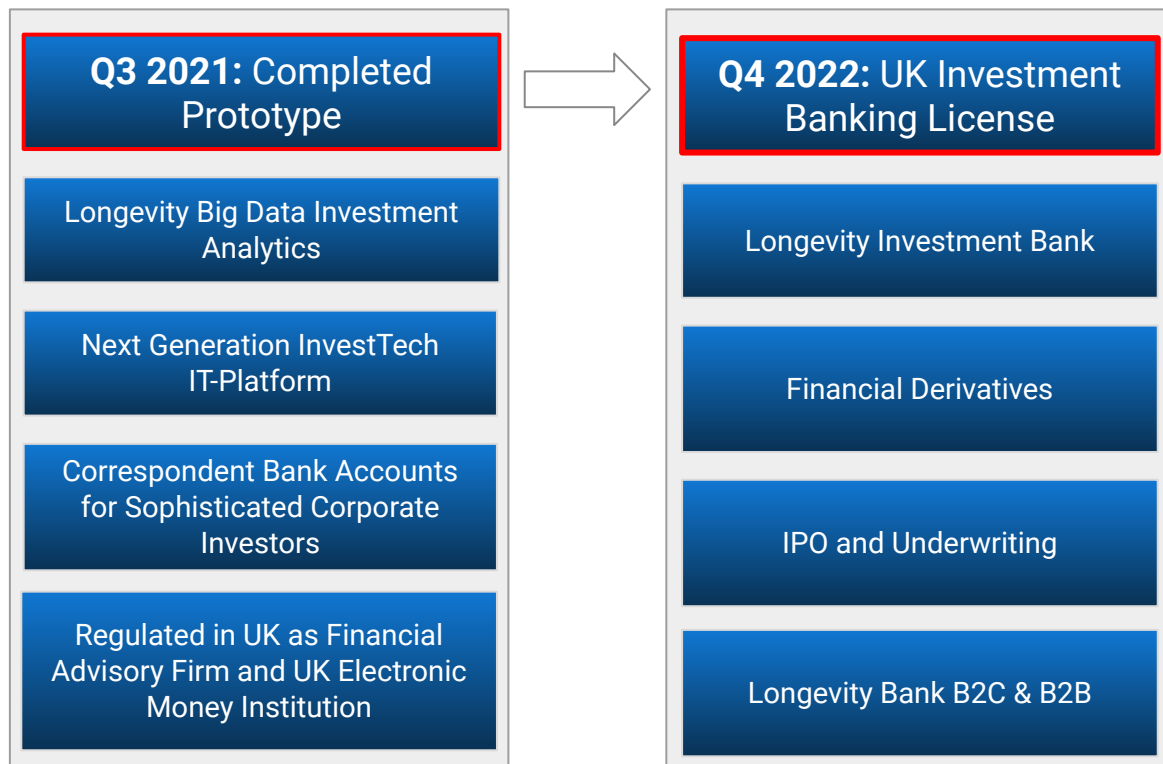 Q3 2021: Completed
Prototype
Longevity Big Data Investment
Analytics
Next Generation InvestTech
IT-Platform
Correspondent Bank Accounts
for Sophisticated Corporate
Investors
Regulated in UK as Financial
Advisory Firm and UK Electronic
Money Institution
Q4 2022: UK Investment
Banking License
Longevity Investment Bank
Financial Derivatives
IPO and Underwriting
Longevity Bank B2C & B2B